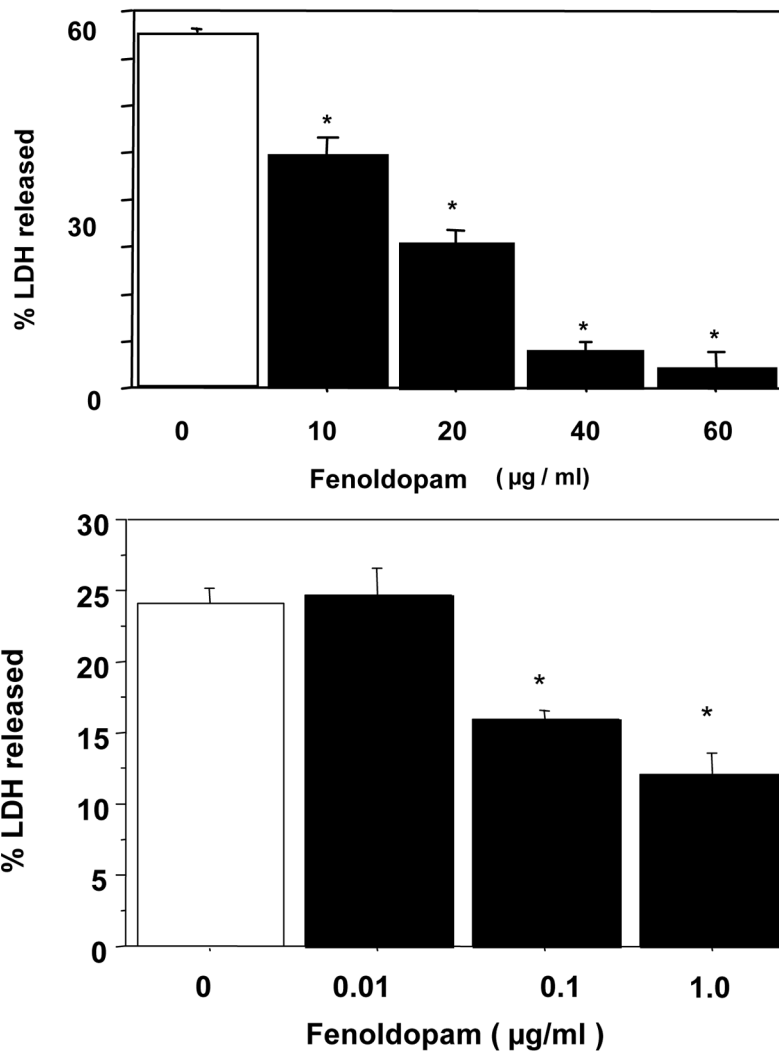 60
30
0
% LDH released
*
*
*
*
0 10 20 40 60
Fenoldopam ( µg / ml)
30
25
20
15
10
5
0
% LDH released
*
*
0 0.01 0.1 1.0
Fenoldopam ( µg/ml )